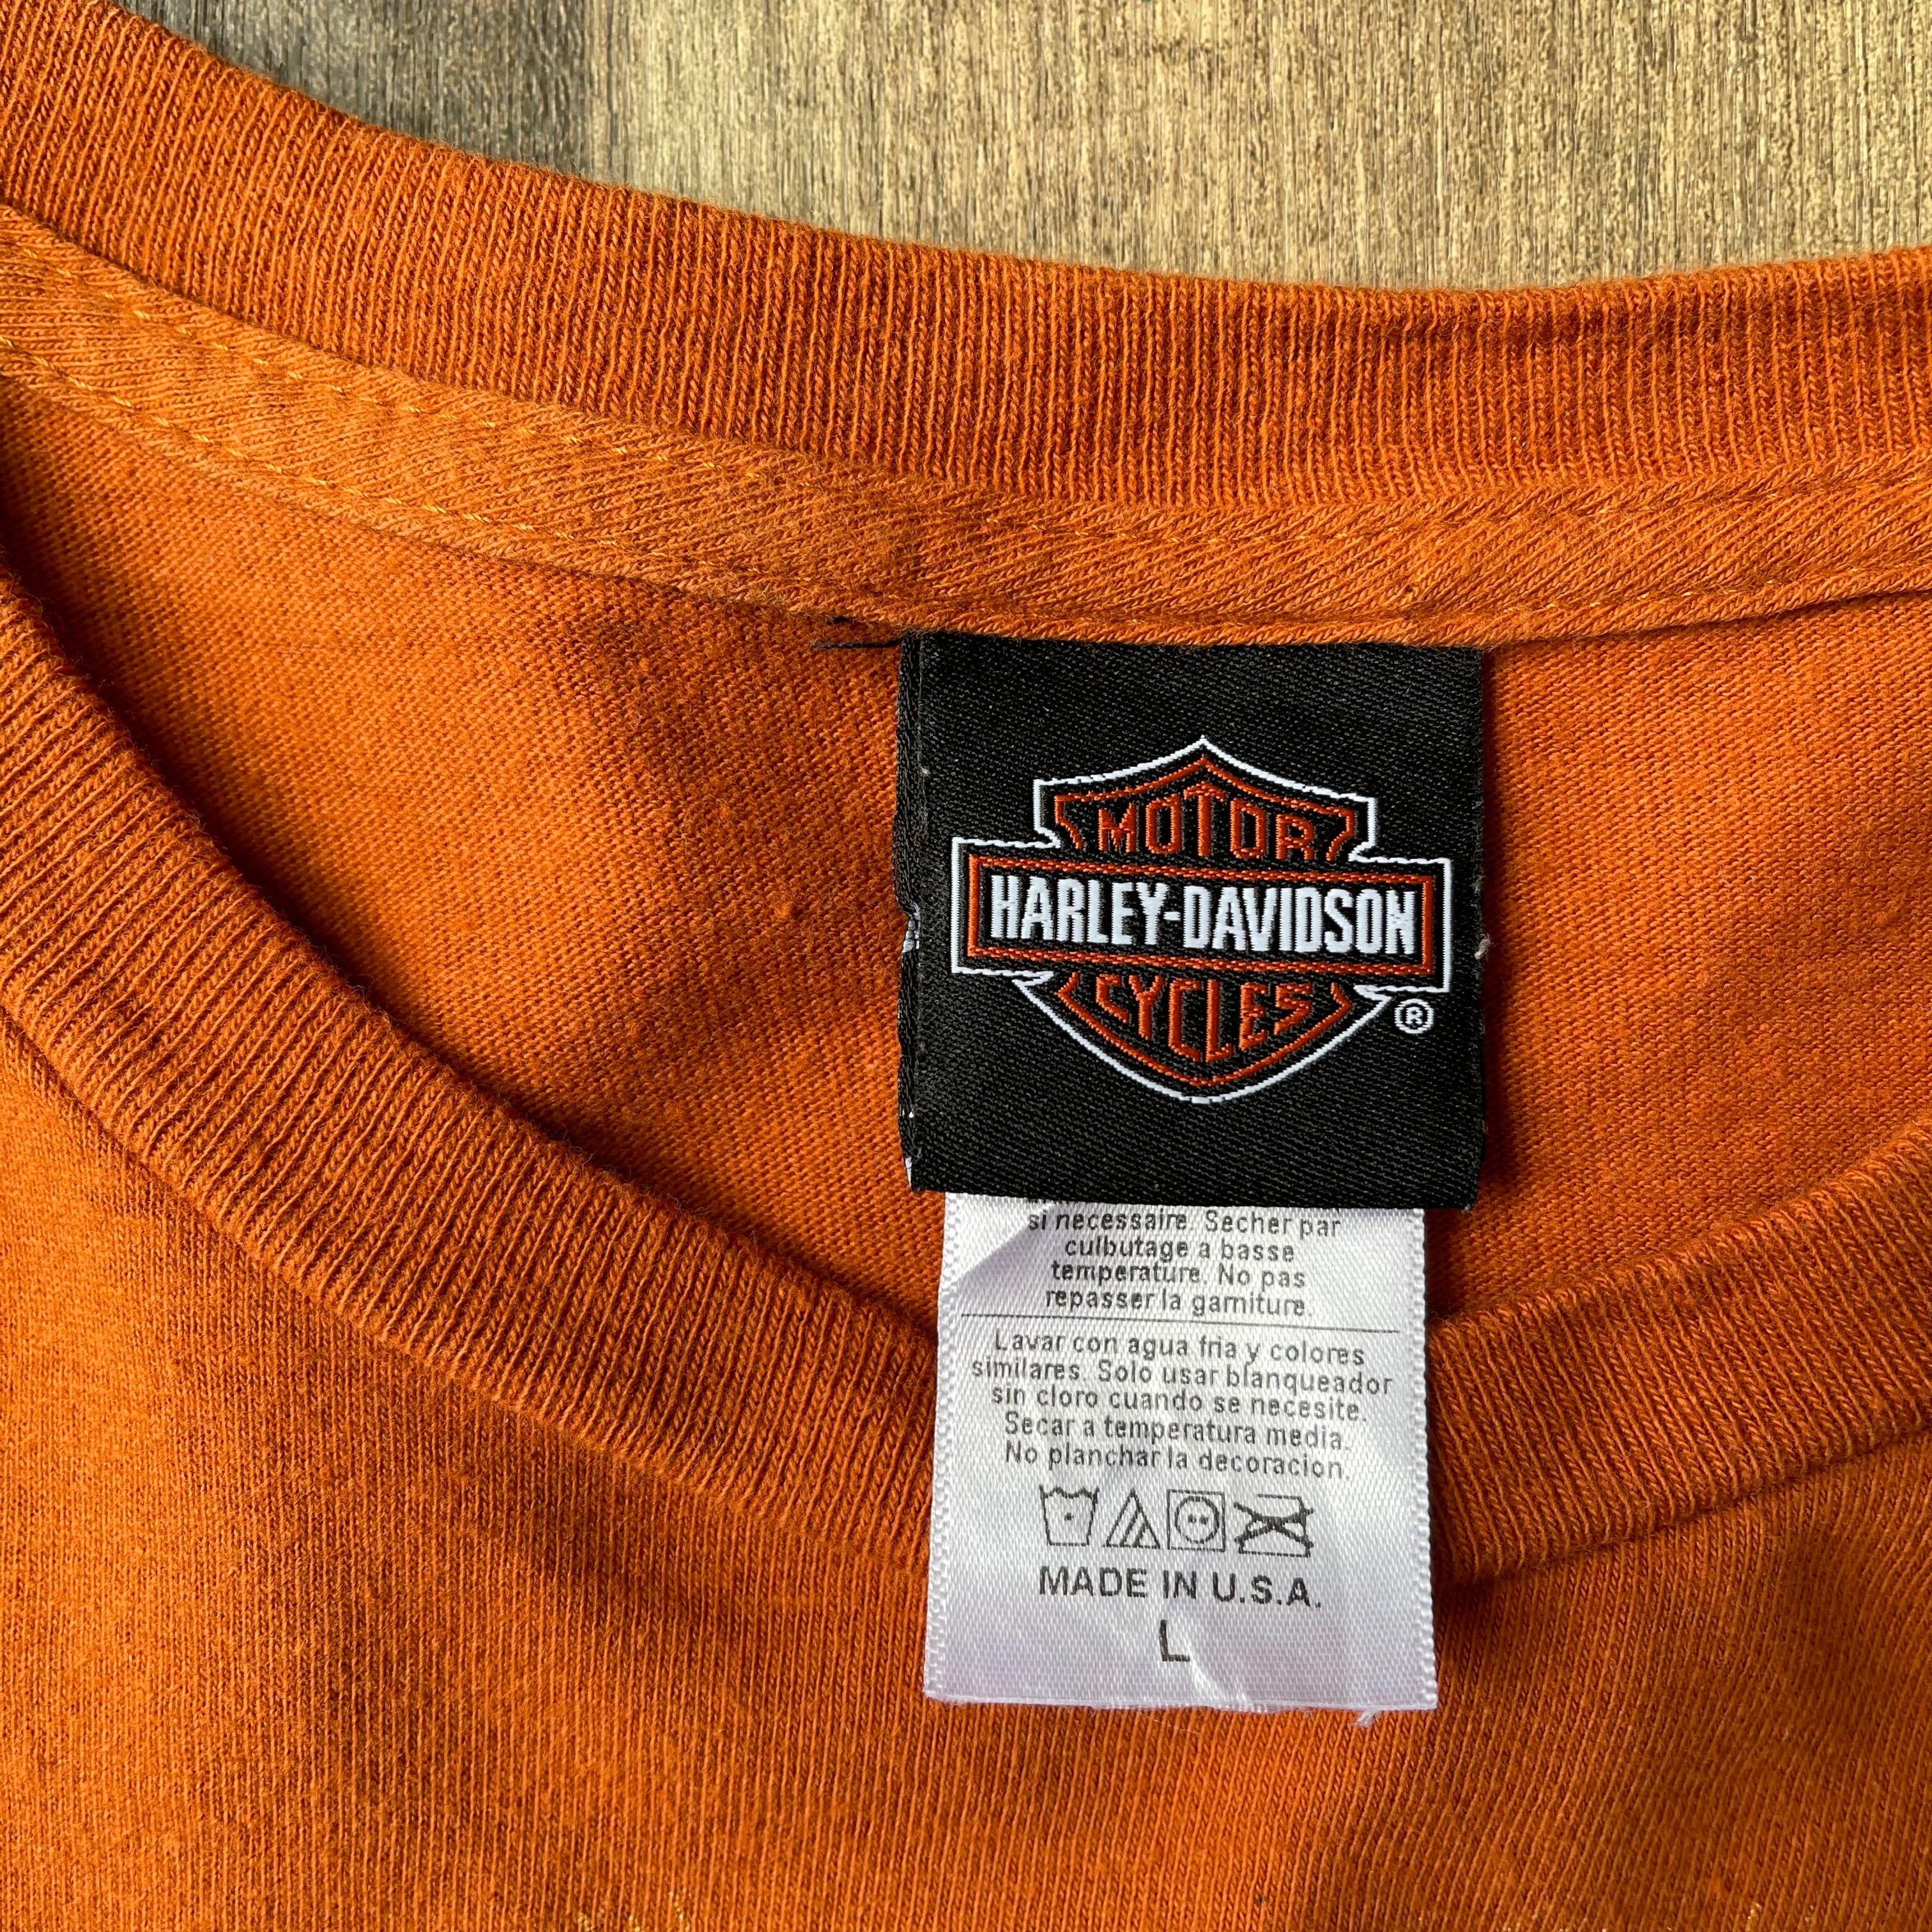 MOTOR
HARLEY-DAVIDSON
CYCLES
®
si necessaire. Secher par
culbutage a basse
temperature. No pas
repasser la garniture.
Lavar con agua fria y colores
similares. Solo usar blanqueador
sin cloro cuando se necesite.
Secar a temperatura media.
No planchar la decoracion.
MADE IN U.S.A.
L